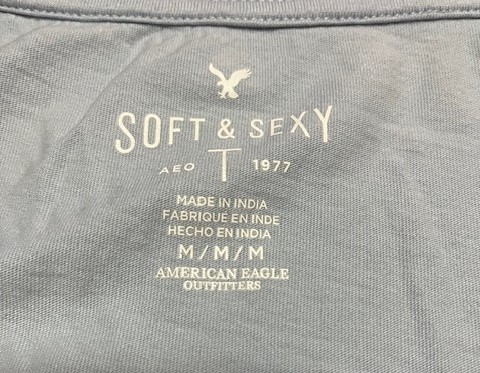 SOFT & SEXY
AEO T 1977
MADE IN INDIA
FABRIQUÉ EN INDE
HECHO EN INDIA
M / M / M
AMERICAN EAGLE
OUTFITTERS